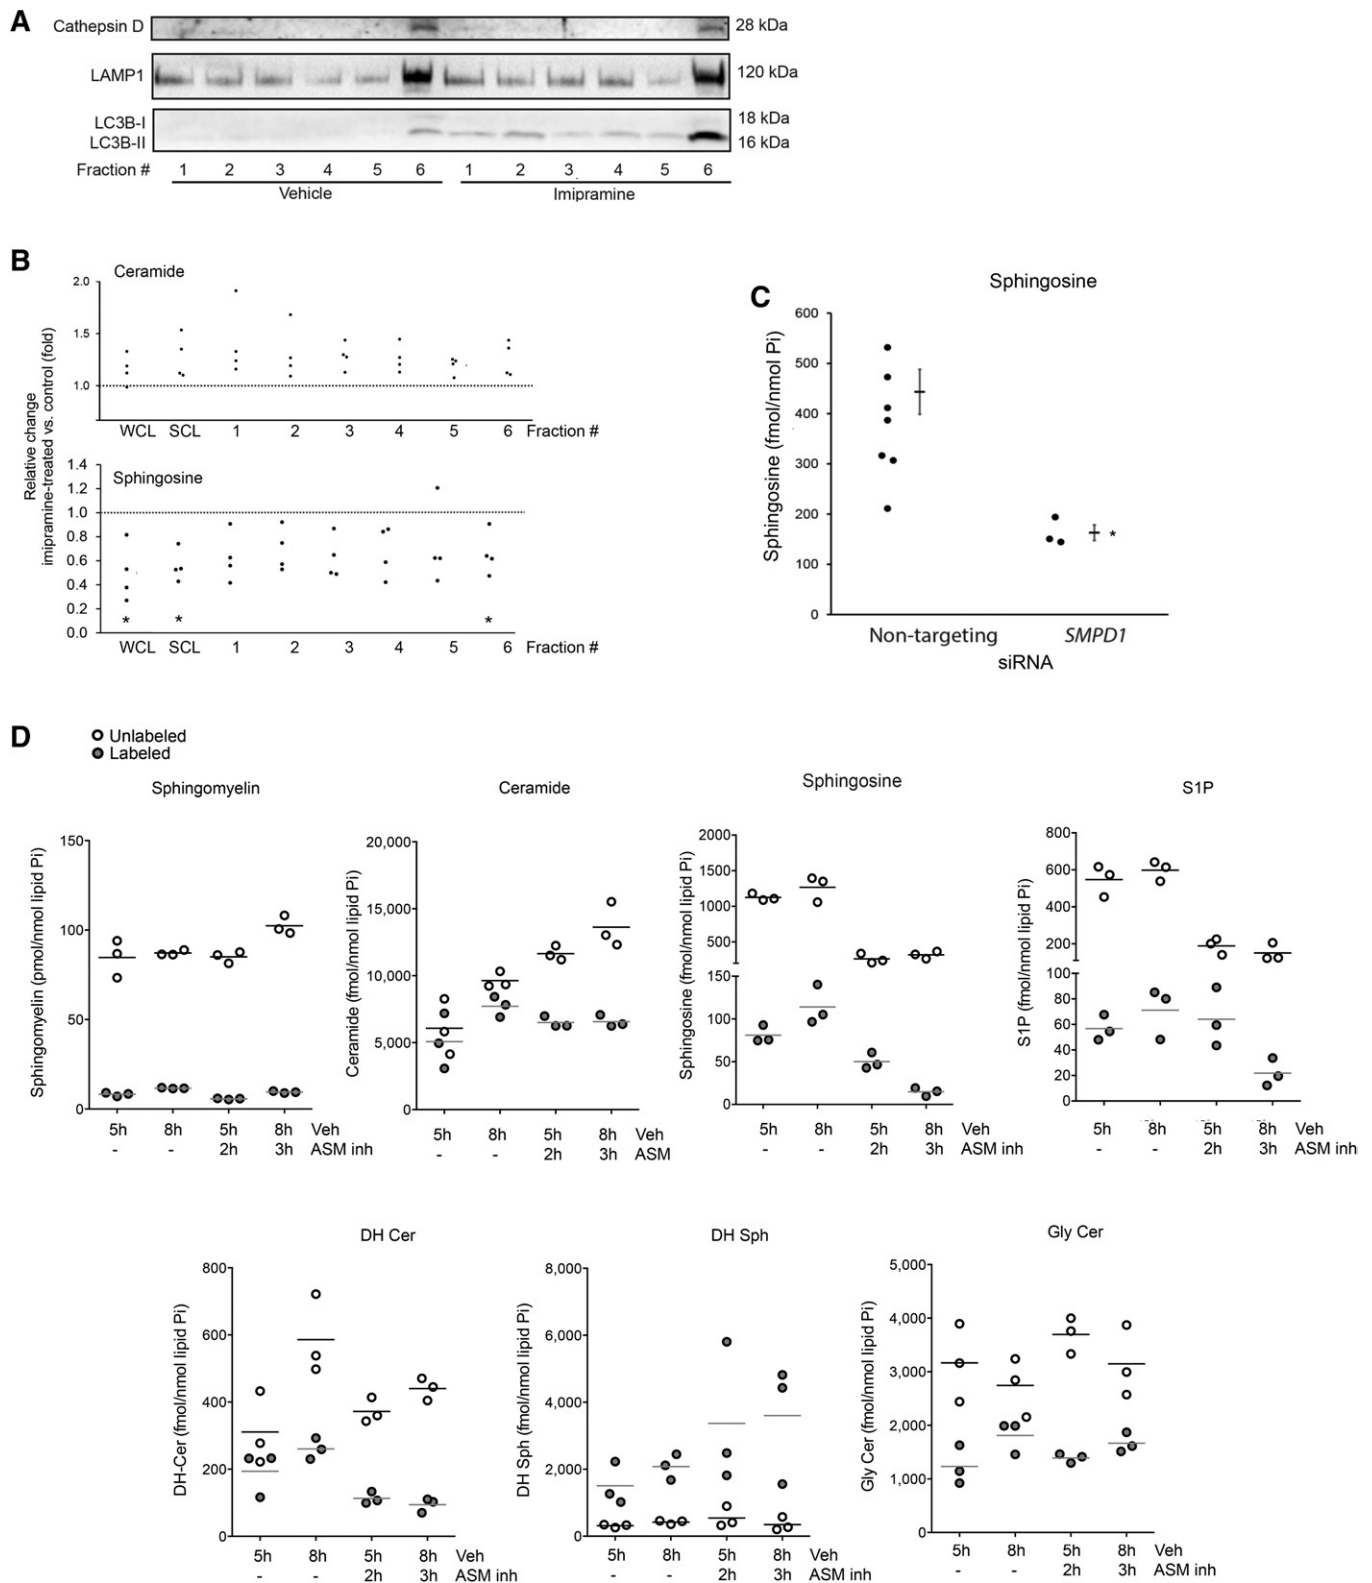 A
Cathepsin D
28 kDa
LAMP1
120 kDa
LC3B-I
18 kDa
LC3B-II
16 kDa
Fraction # 1 2 3 4 5 6 1 2 3 4 5 6
Vehicle Imipramine
B
Relative change
imipramine-treated vs. control (fold)
Ceramide
2.0
1.5
1.0
WCL SCL 1 2 3 4 5 6 Fraction #
Sphingosine
1.4
1.2
1.0
0.8
0.6
0.4
0.2
0.0
* * *
WCL SCL 1 2 3 4 5 6 Fraction #
C
Sphingosine
Sphingosine (fmol/nmol Pi)
600
500
400
300
200
100
0
*
Non-targeting SMPD1
siRNA
D
Unlabeled
Labeled
Sphingomyelin
Sphingomyelin (pmol/nmol lipid Pi)
150
100
50
0
5h 8h 5h 8h Veh
- - 2h 3h ASM inh
Ceramide
Ceramide (fmol/nmol lipid Pi)
20,000
15,000
10,000
5,000
0
5h 8h 5h 8h Veh
- - 2h 3h ASM
Sphingosine
Sphingosine (fmol/nmol lipid Pi)
2000
1500
1000
500
150
100
50
0
5h 8h 5h 8h Veh
- - 2h 3h ASM inh
S1P
S1P (fmol/nmol lipid Pi)
800
600
400
200
100
80
60
40
20
0
5h 8h 5h 8h Veh
- - 2h 3h ASM inh
DH Cer
DH-Cer (fmol/nmol lipid Pi)
800
600
400
200
0
5h 8h 5h 8h Veh
- - 2h 3h ASM inh
DH Sph
DH Sph (fmol/nmol lipid Pi)
8,000
6,000
4,000
2,000
0
5h 8h 5h 8h Veh
- - 2h 3h ASM inh
Gly Cer
Gly Cer (fmol/nmol lipid Pi)
5,000
4,000
3,000
2,000
1,000
0
5h 8h 5h 8h Veh
- - 2h 3h ASM inh